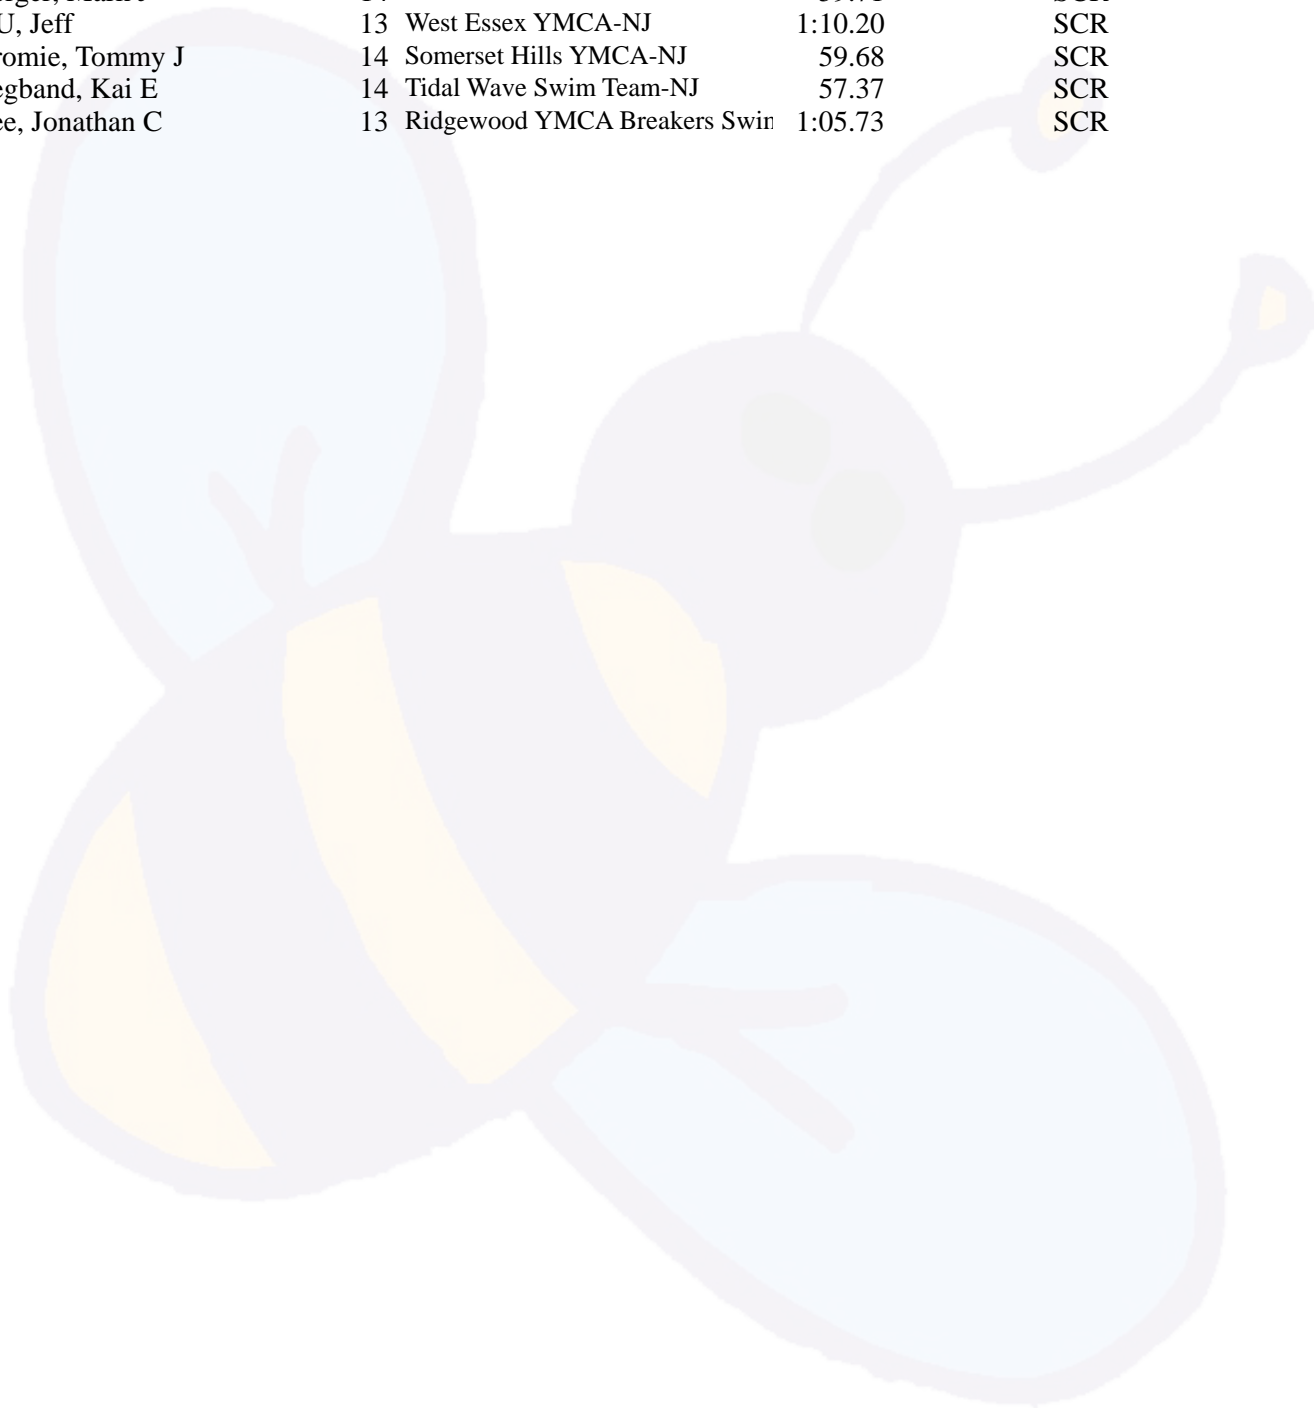 U, Jeff 13 West Essex YMCA-NJ 1:10.20 SCR
romie, Tommy J 14 Somerset Hills YMCA-NJ 59.68 SCR
egband, Kai E 14 Tidal Wave Swim Team-NJ 57.37 SCR
ee, Jonathan C 13 Ridgewood YMCA Breakers Swin 1:05.73 SCR